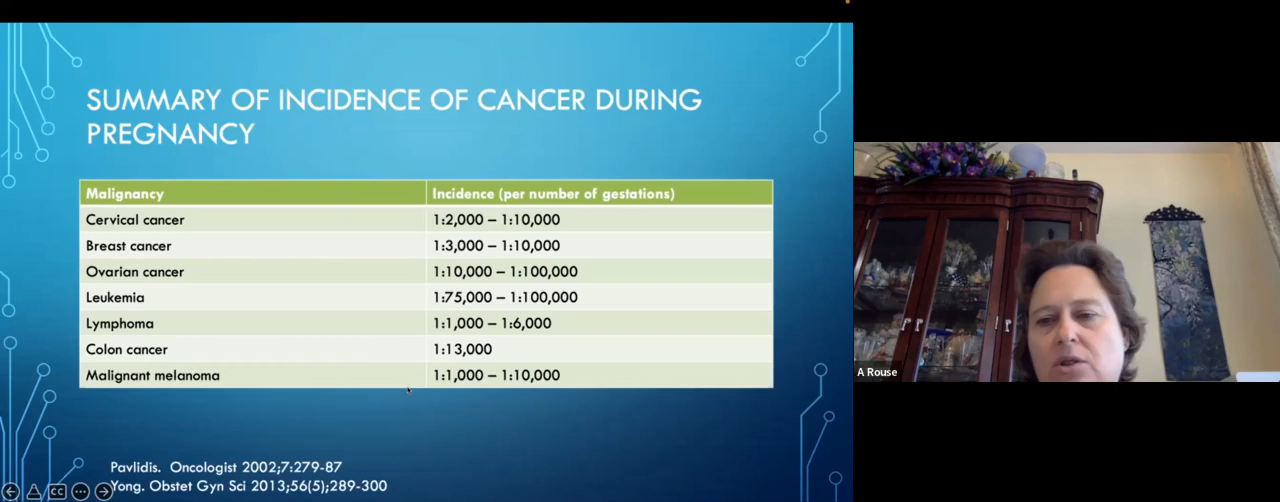 SUMMARY OF INCIDENCE OF CANCER DURING
PREGNANCY
Malignancy Incidence (per number of gestations)
Cervical cancer 1:2,000 – 1:10,000
Breast cancer 1:3,000 – 1:10,000
Ovarian cancer 1:10,000 – 1:100,000
Leukemia 1:75,000 – 1:100,000
Lymphoma 1:1,000 – 1:6,000
Colon cancer 1:13,000
Malignant melanoma 1:1,000 – 1:10,000
Pavlidis. Oncologist 2002;7:279-87
Yong. Obstet Gyn Sci 2013;56(5);289-300
CC
A Rouse